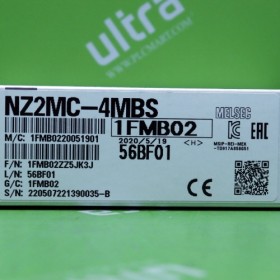 ultra
NZ2MC-4MBS
MELSEC
1FMB02
M/C: 1FMB0220051901
2020/5/19 <H>
56BF01
F/N: 1FMB02ZZ5JK3J
L/N: 56BF01
G/C: 1FMB02
S/N: 220507221390035-B